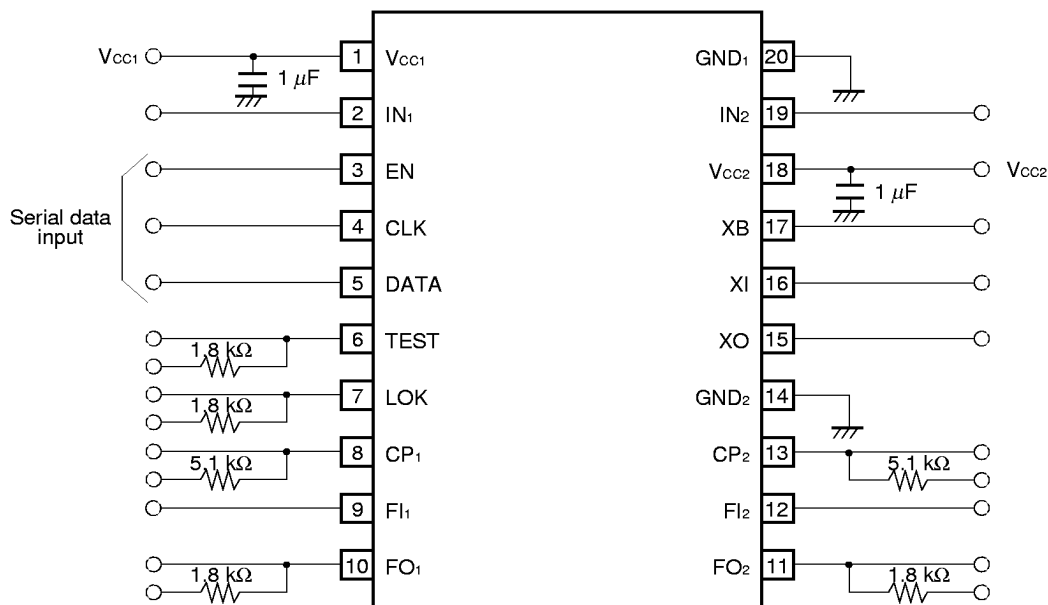 VCC1 1 µF 1 VCC1 GND1 20
2 IN1 IN2 19
3 EN VCC2 18 1 µF VCC2
Serial data
input
4 CLK XB 17
5 DATA XI 16
1.8 kΩ 6 TEST XO 15
1.8 kΩ 7 LOK GND2 14
5.1 kΩ 8 CP1 CP2 13 5.1 kΩ
9 FI1 FI2 12
1.8 kΩ 10 FO1 FO2 11 1.8 kΩ